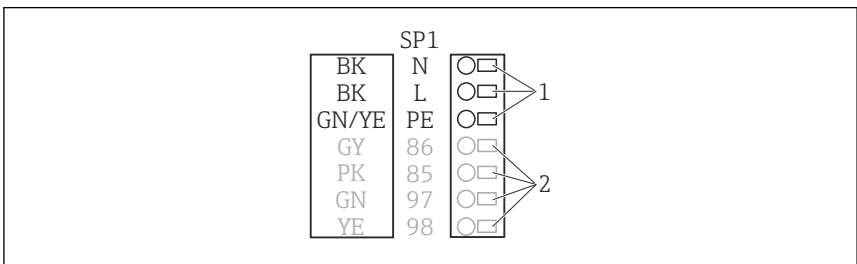 SP1
BK N
BK L 1
GN/YE PE
GY 86
PK 85 2
GN 97
YE 98